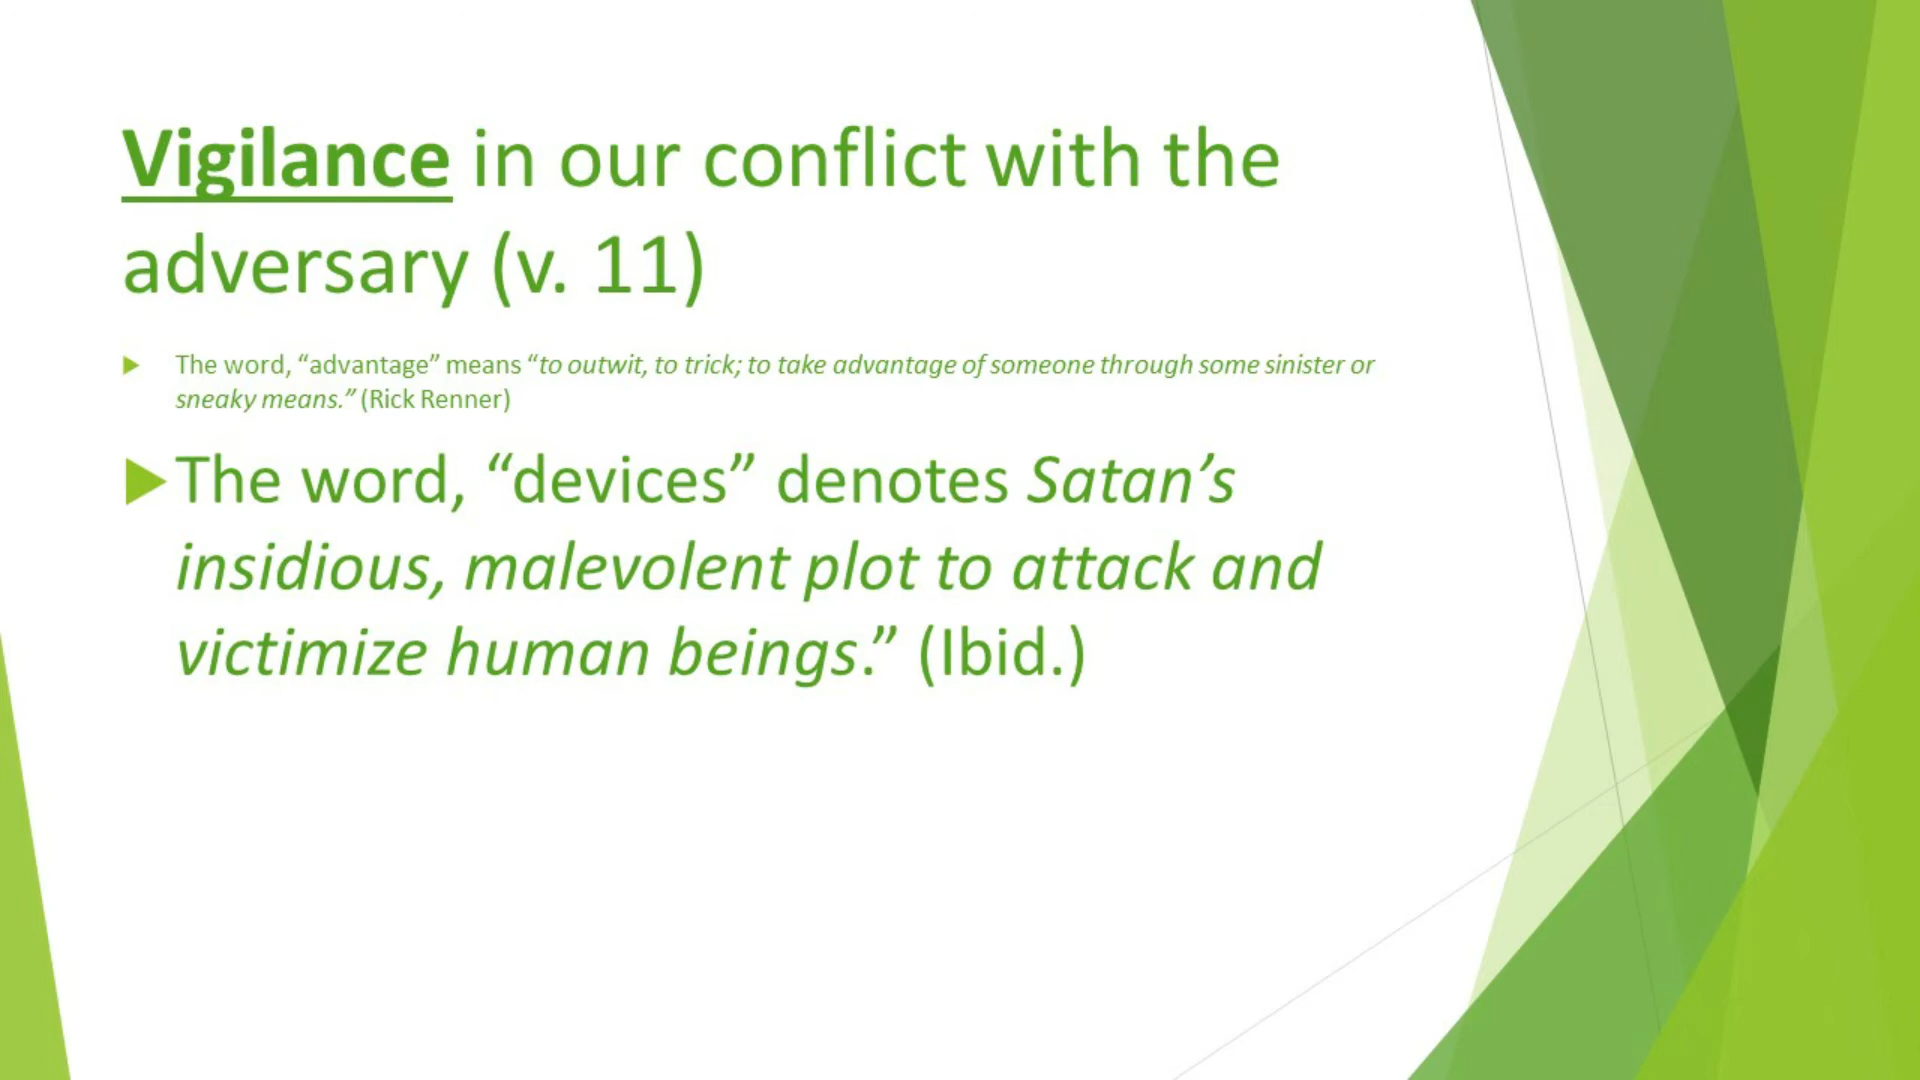 Vigilance in our conflict with the
adversary (v. 11)
The word, “advantage” means “to outwit, to trick; to take advantage of someone through some sinister or
sneaky means.” (Rick Renner)
The word, “devices” denotes Satan’s
insidious, malevolent plot to attack and
victimize human beings.” (Ibid.)